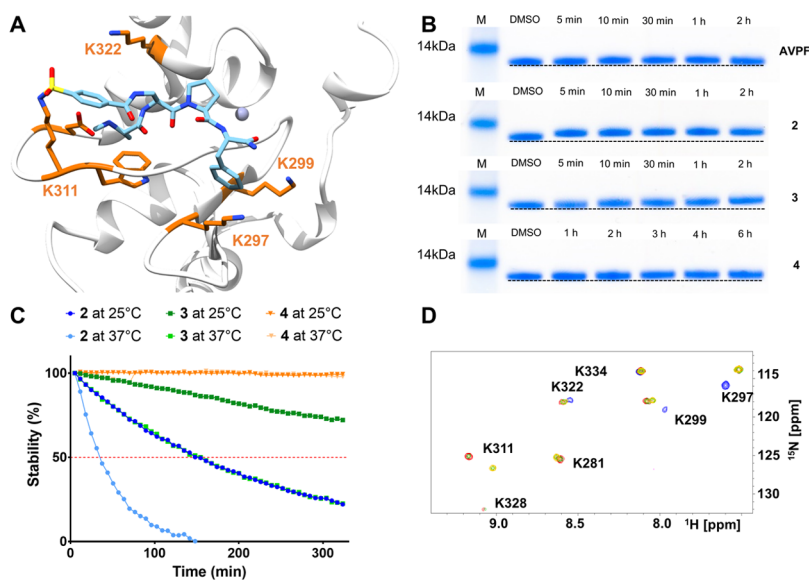 A
K322
K311
K299
K297
B
M DMSO 5 min 10 min 30 min 1 h 2 h
14kDa
AVPF
M DMSO 5 min 10 min 30 min 1 h 2 h
14kDa
2
M DMSO 5 min 10 min 30 min 1 h 2 h
14kDa
3
M DMSO 1 h 2 h 3 h 4 h 6 h
14kDa
4
C
2 at 25°C 3 at 25°C 4 at 25°C
2 at 37°C 3 at 37°C 4 at 37°C
Stability (%)
100
50
0
0 100 200 300
Time (min)
D
K334
K322
K297
K299
K311
K281
K328
115
120
125
132
15N [ppm]
9.0 8.5 8.0 1H [ppm]